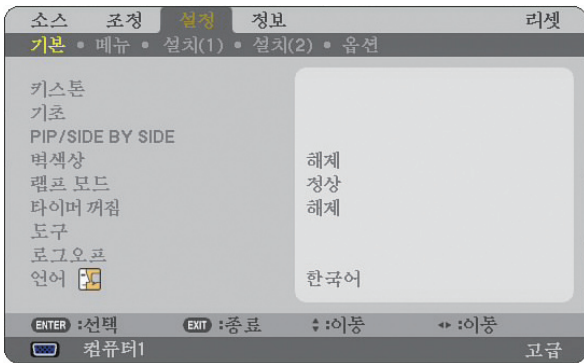 소스 조정 설정 정보 리셋
기본 • 메뉴 • 설치(1) • 설치(2) • 옵션
키스톤
기초
PIP/SIDE BY SIDE
벽색상 해제
램프 모드 정상
타이머 꺼짐 해제
도구
로그오프
언어 한국어
ENTER :선택 EXIT :종료 :이동 :이동
컴퓨터1 고급